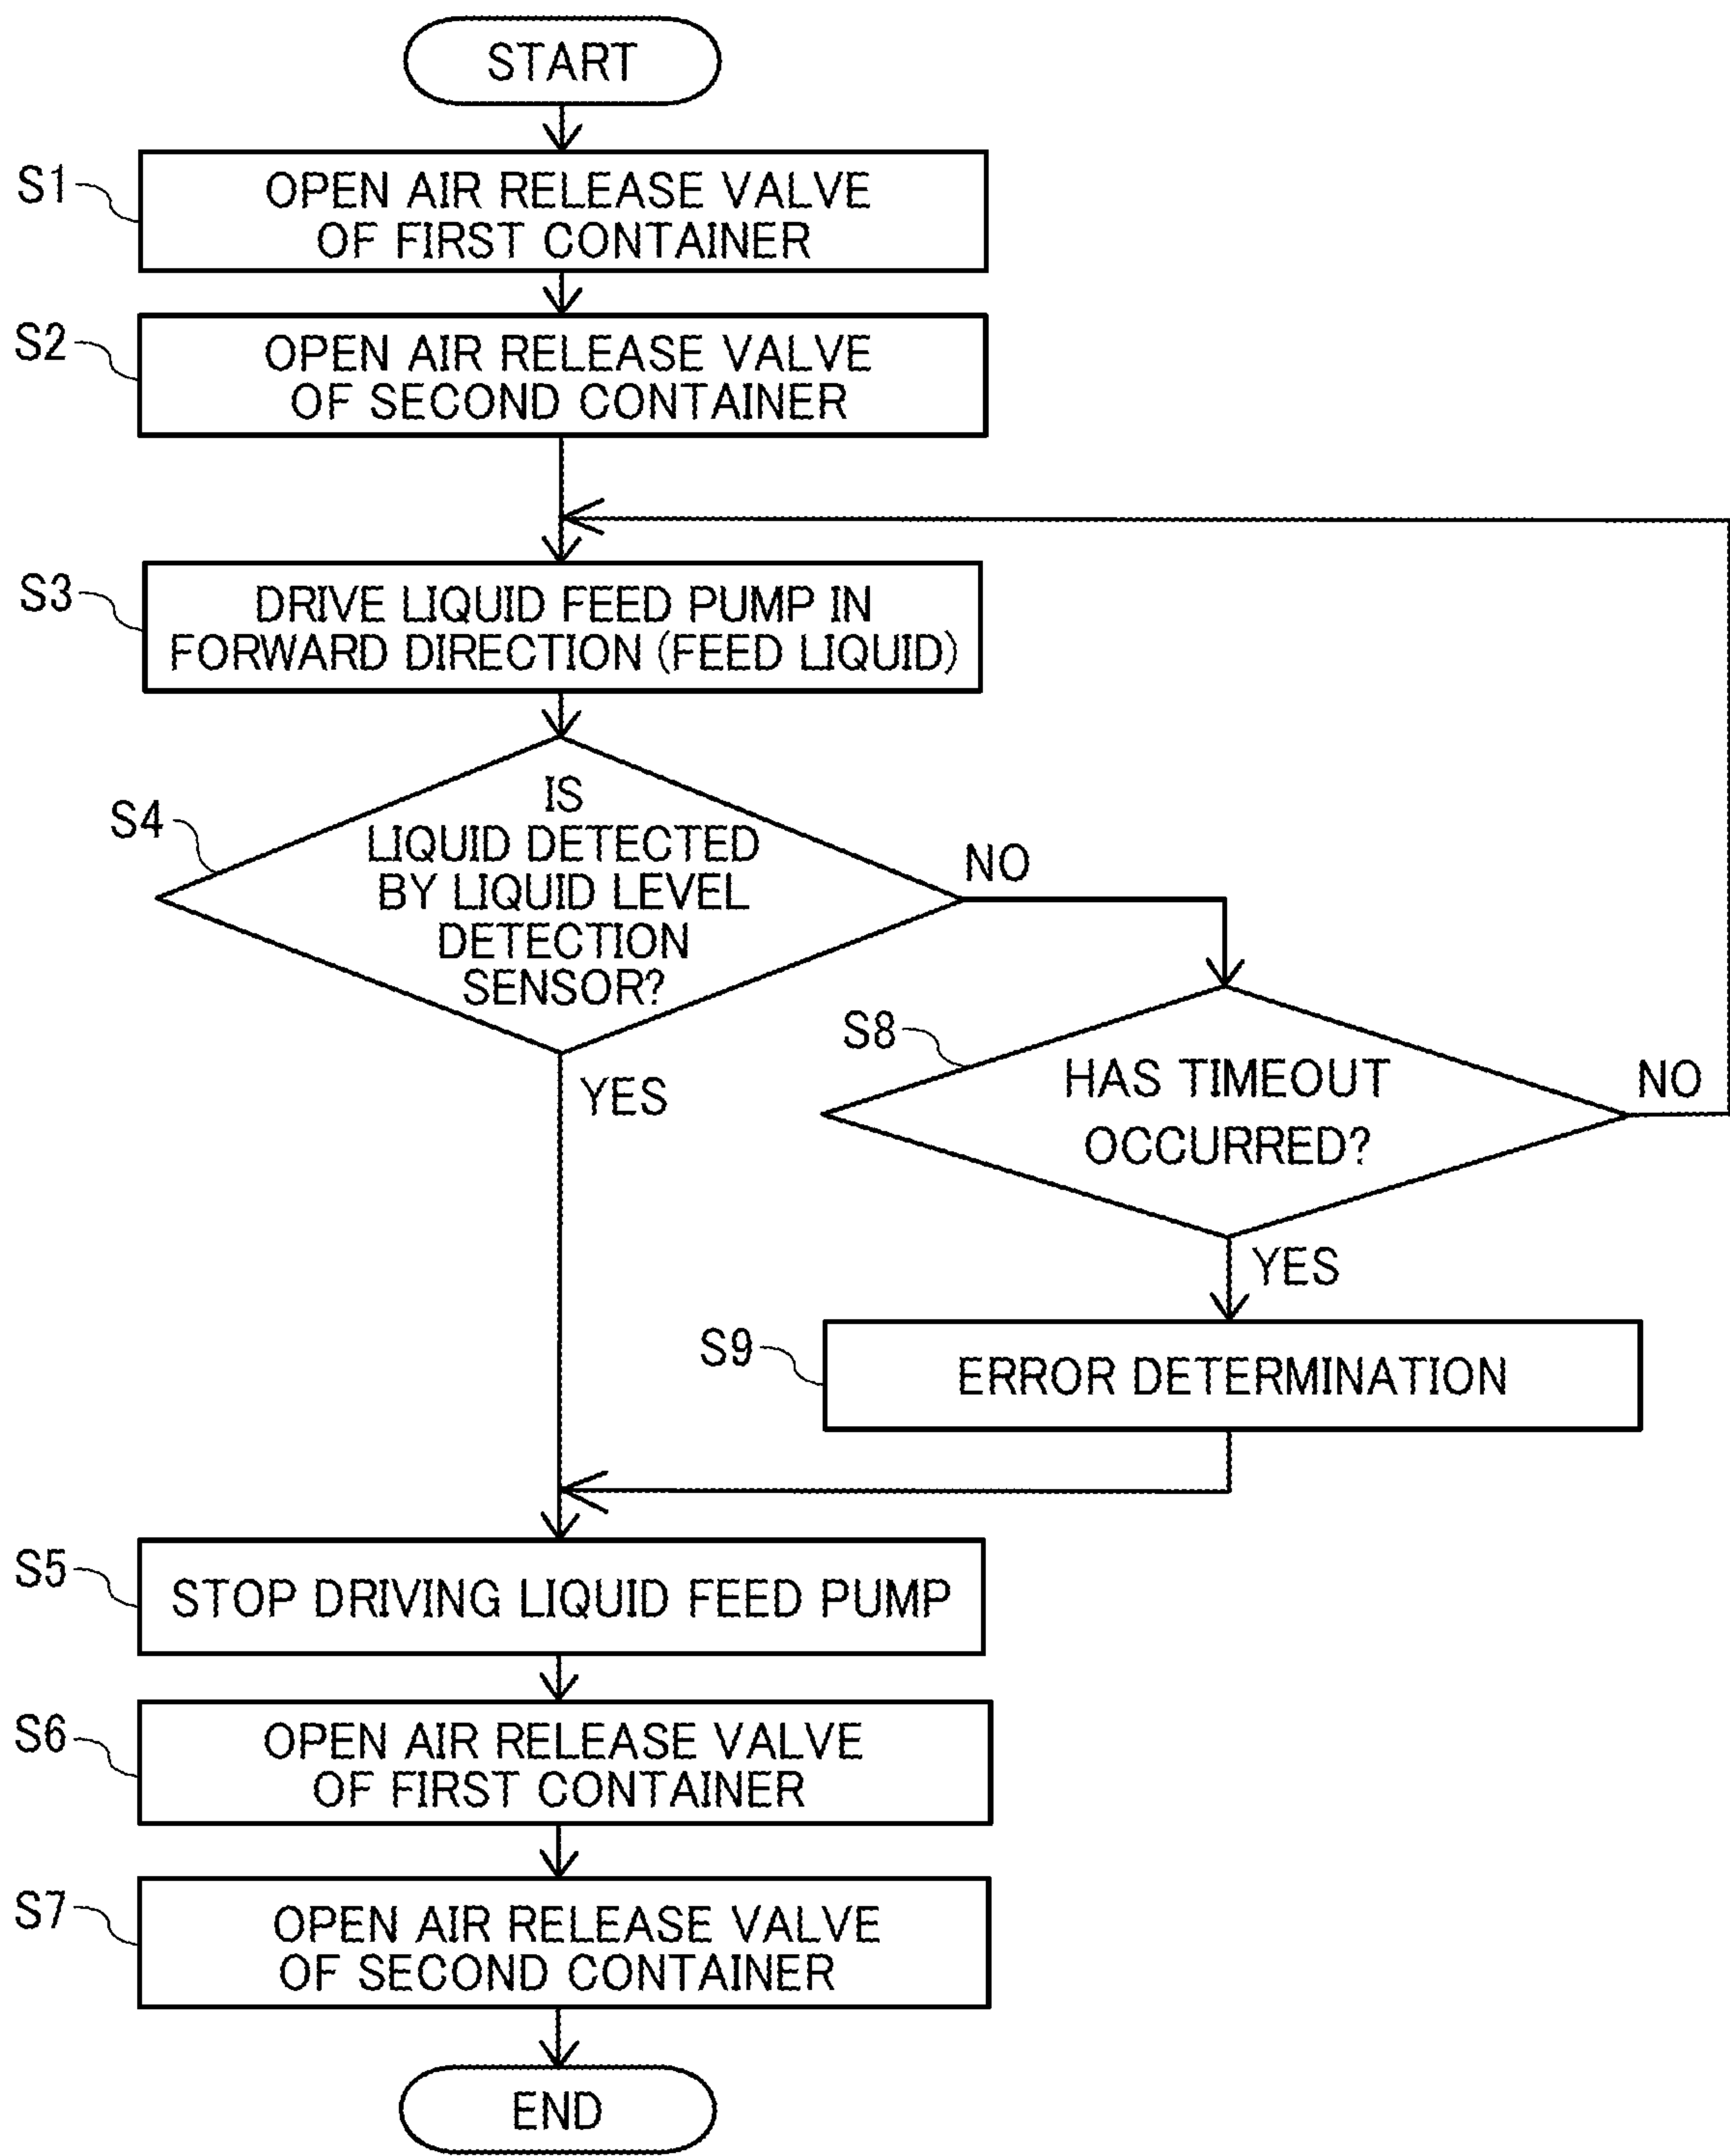 START
S1
OPEN AIR RELEASE VALVE
OF FIRST CONTAINER
S2
OPEN AIR RELEASE VALVE
OF SECOND CONTAINER
S3
DRIVE LIQUID FEED PUMP IN
FORWARD DIRECTION (FEED LIQUID)
S4
IS
LIQUID DETECTED
BY LIQUID LEVEL
DETECTION
SENSOR?
NO
YES
S8
HAS TIMEOUT
OCCURRED?
NO
YES
S9
ERROR DETERMINATION
S5
STOP DRIVING LIQUID FEED PUMP
S6
OPEN AIR RELEASE VALVE
OF FIRST CONTAINER
S7
OPEN AIR RELEASE VALVE
OF SECOND CONTAINER
END